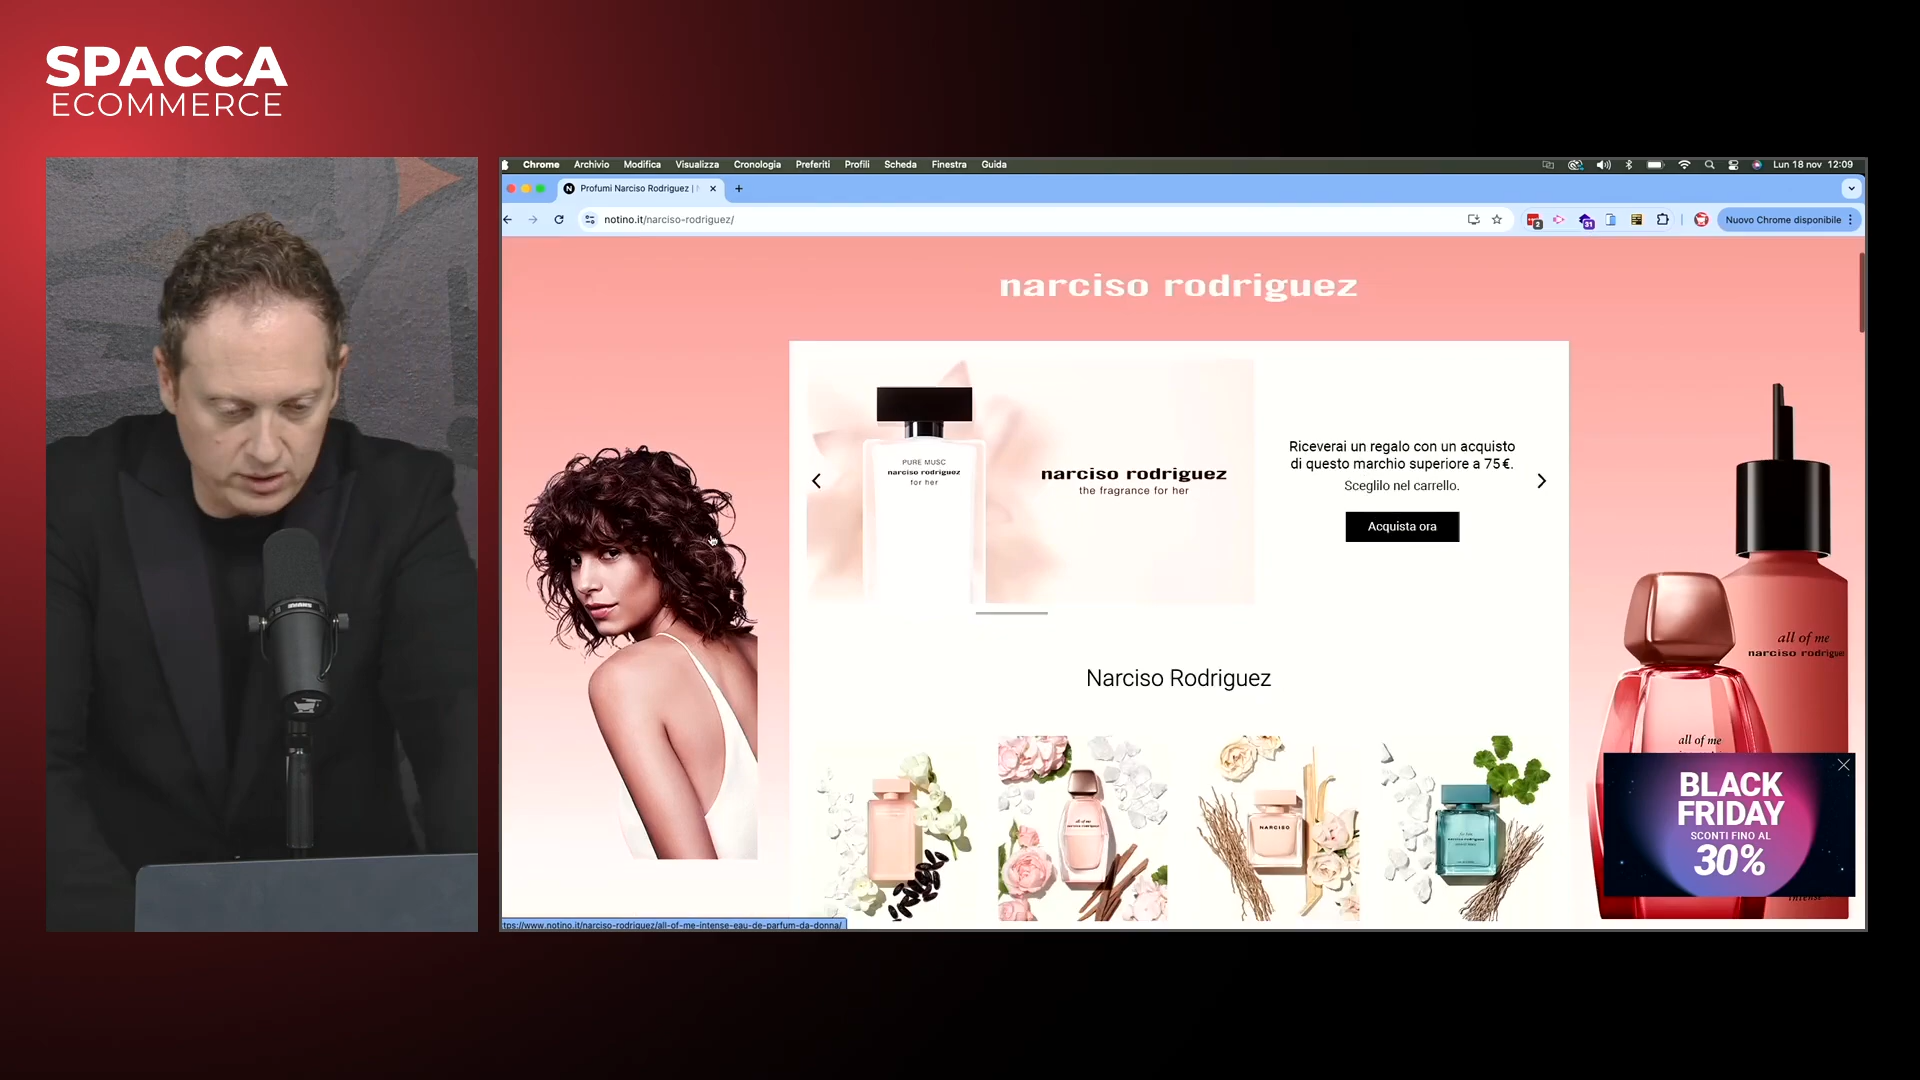 SPACCA
ECOMMERCE
Chrome Archivio Modifica Visualizza Cronologia Preferiti Profili Scheda Finestra Guida
Lun 18 nov 12:09
Profumi Narciso Rodriguez |
notino.it/narciso-rodriguez/
2
31
Nuovo Chrome disponibile
narciso rodriguez
PURE MUSC
narciso rodriguez
for her
narciso rodriguez
the fragrance for her
Riceverai un regalo con un acquisto
di questo marchio superiore a 75 €.
Sceglilo nel carrello.
Acquista ora
Narciso Rodriguez
all of me
narciso rodrigue
all of me
NARCISO
BLACK
FRIDAY
SCONTI FINO AL
30%
intense
tps://www.notino.it/narciso-rodriguez/all-of-me-intense-eau-de-parfum-da-donna/